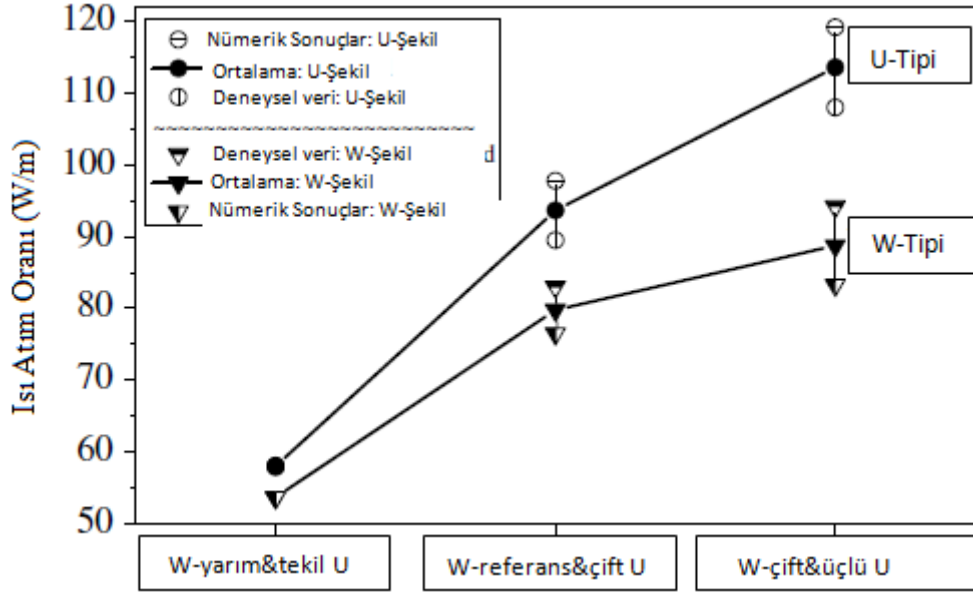 Isı Atım Oranı (W/m)
120
110
100
90
80
70
60
50
Nümerik Sonuçlar: U-Şekil
Ortalama: U-Şekil
Deneysel veri: U-Şekil
~~~~~~~~~~~~~~~~~~~~~~~~~~~
Deneysel veri: W-Şekil d
Ortalama: W-Şekil
Nümerik Sonuçlar: W-Şekil
U-Tipi
W-Tipi
W-yarım&tekil U
W-referans&çift U
W-çift&üçlü U